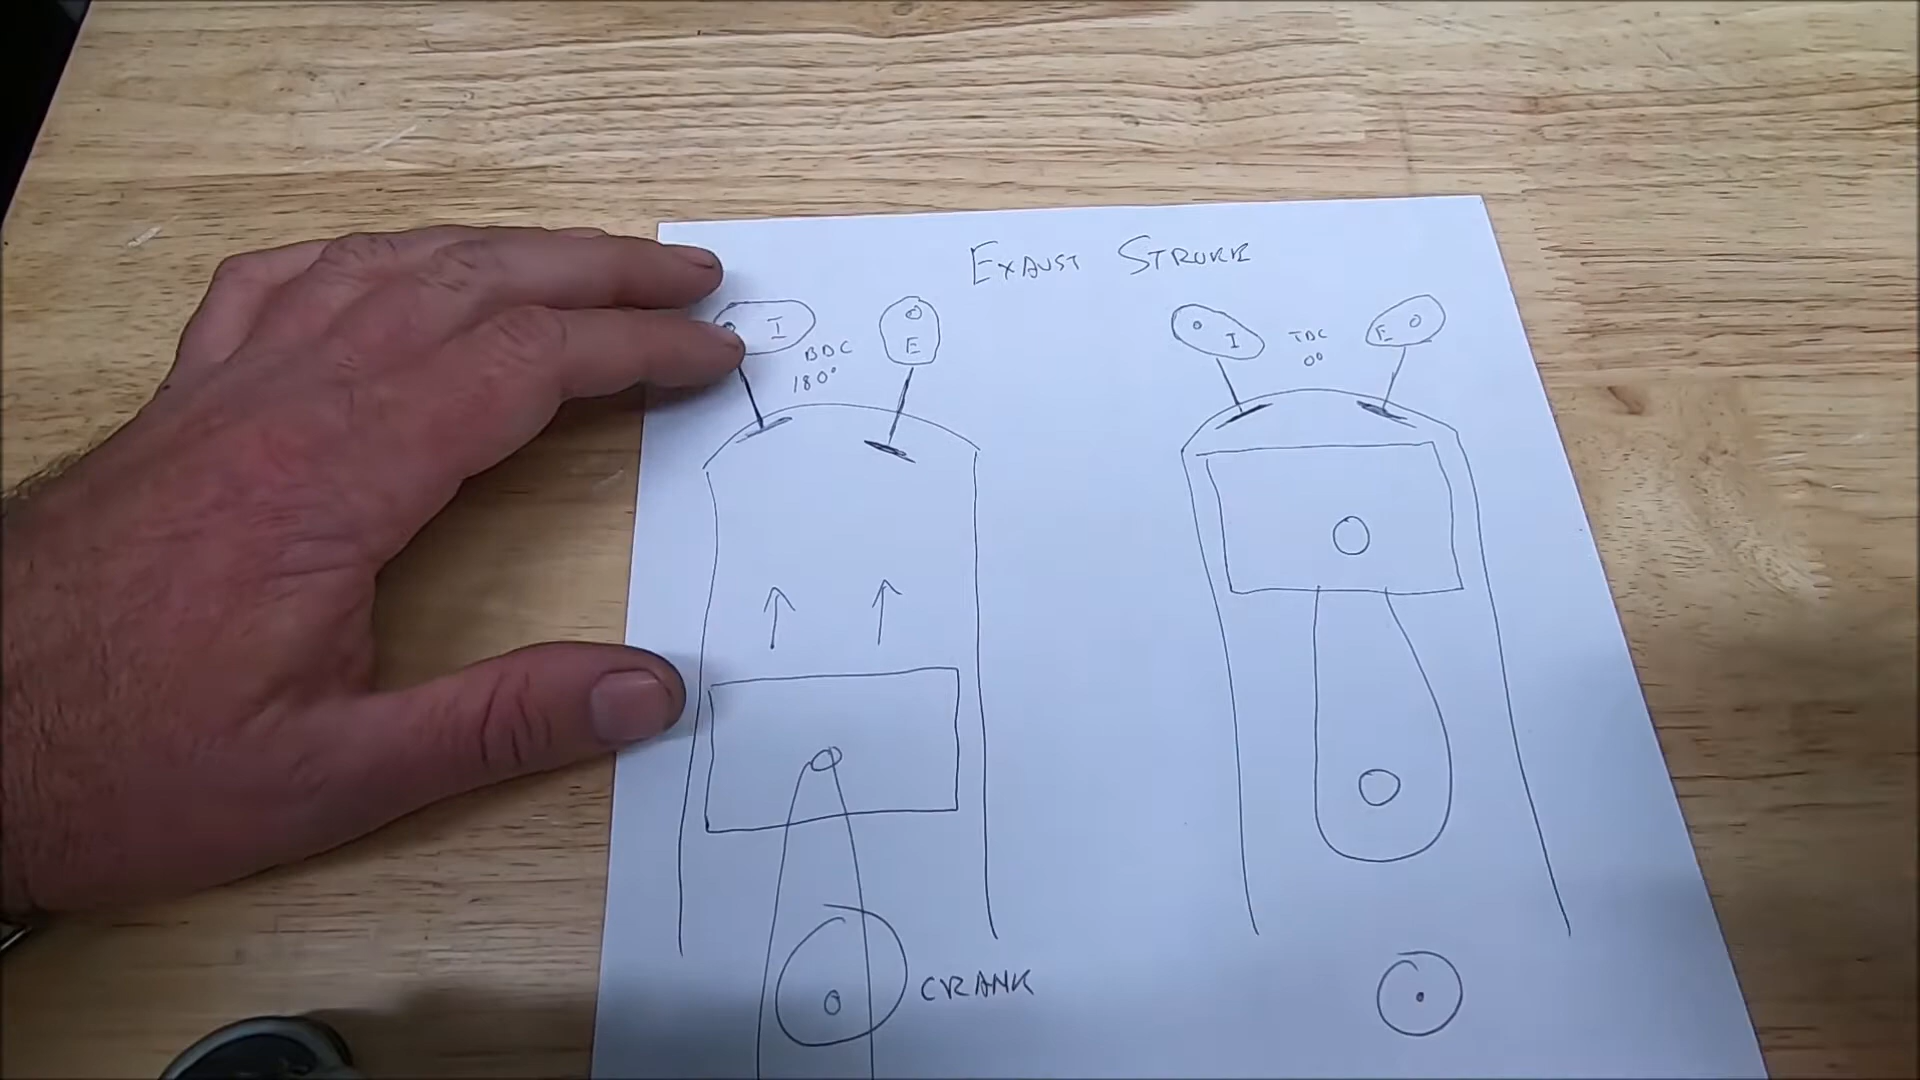 EXAUST STROKE
I
BDC
180°
E
I
TDC
0°
E
CRANK